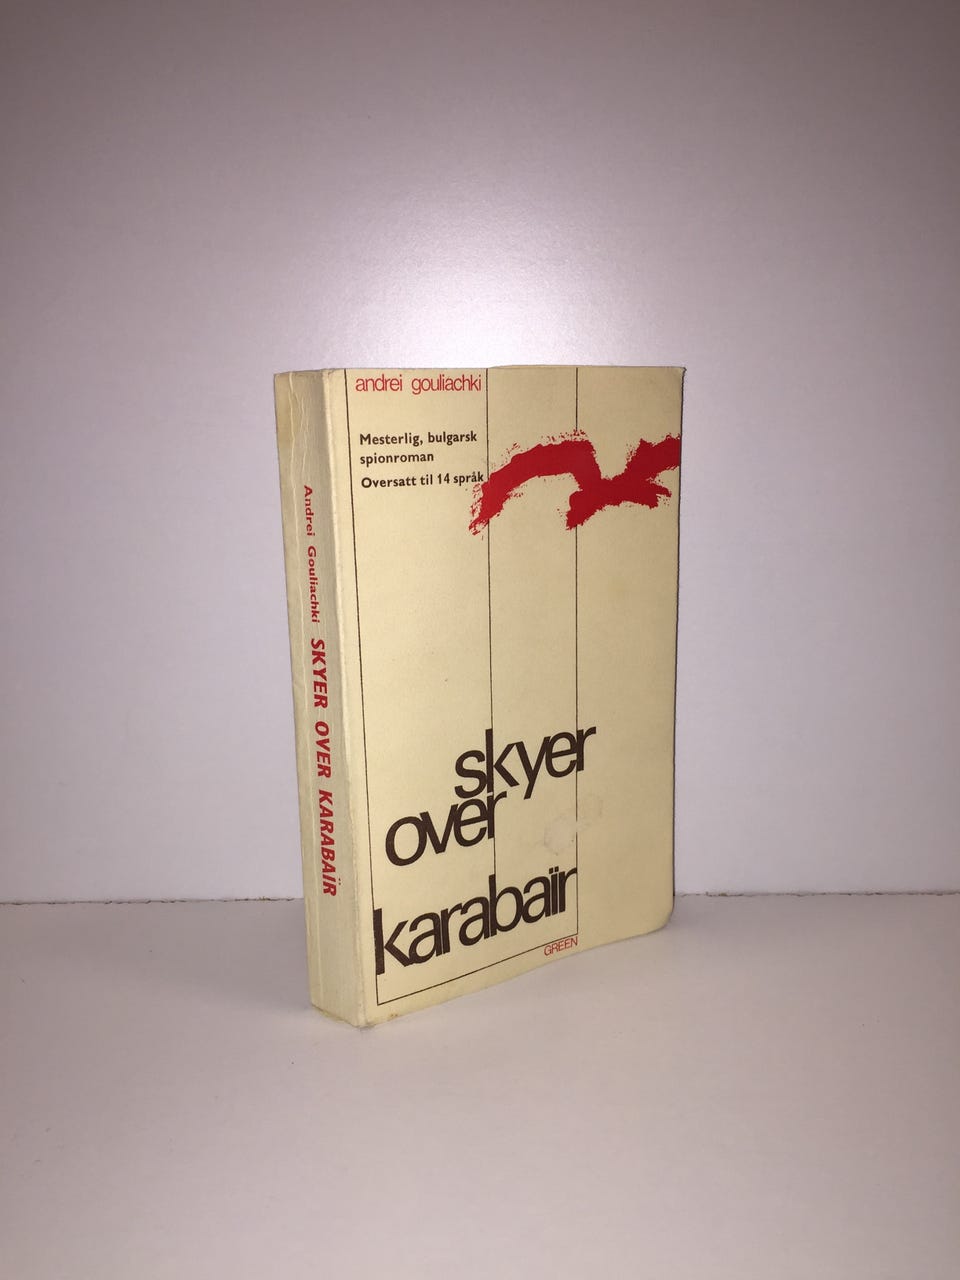 andrei gouliachki
Mesterlig, bulgarsk
spionroman
Oversatt til 14 språk
skyer
over
karabaïr
GREEN
Andrei Gouliachki SKYER OVER KARABAÏR